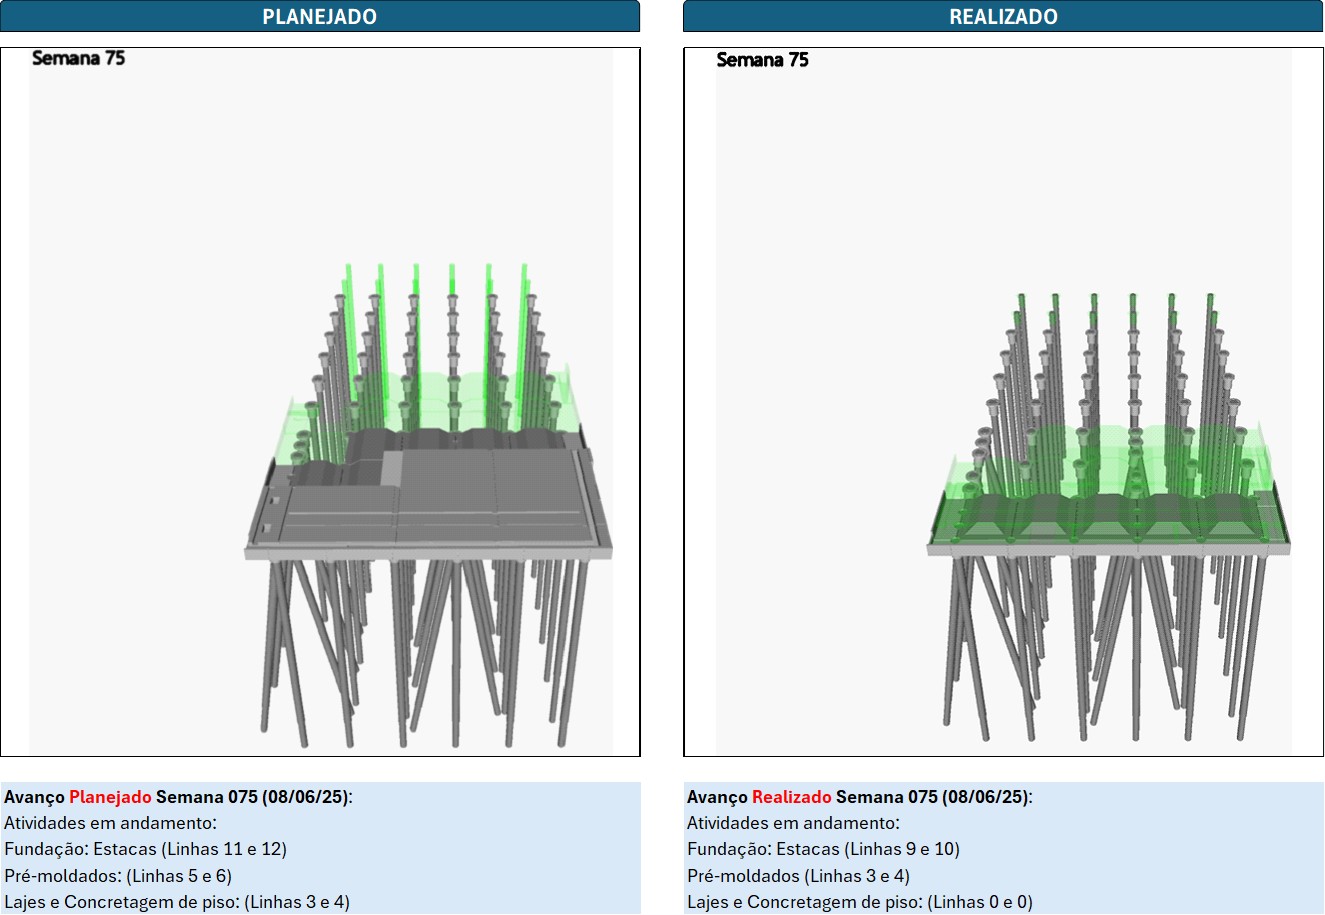 PLANEJADO
REALIZADO
Semana 75
Semana 75
Avanço Planejado Semana 075 (08/06/25):
Atividades em andamento:
Fundação: Estacas (Linhas 11 e 12)
Pré-moldados: (Linhas 5 e 6)
Lajes e Concretagem de piso: (Linhas 3 e 4)
Avanço Realizado Semana 075 (08/06/25):
Atividades em andamento:
Fundação: Estacas (Linhas 9 e 10)
Pré-moldados (Linhas 3 e 4)
Lajes e Concretagem de piso: (Linhas 0 e 0)